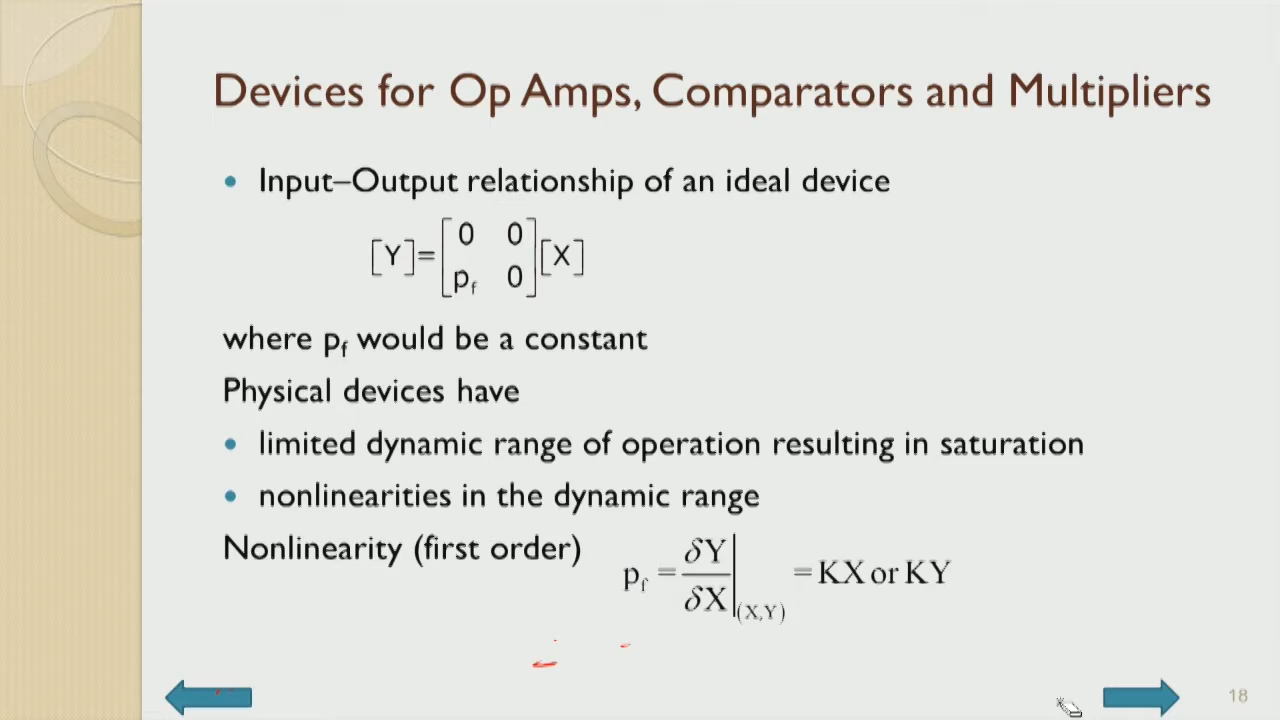 Devices for Op Amps, Comparators and Multipliers
• Input–Output relationship of an ideal device
[Y]=[0 0
p_f 0][X]
where p_f would be a constant
Physical devices have
• limited dynamic range of operation resulting in saturation
• nonlinearities in the dynamic range
Nonlinearity (first order) p_f = δY/δX|(X,Y) = KX or KY
18